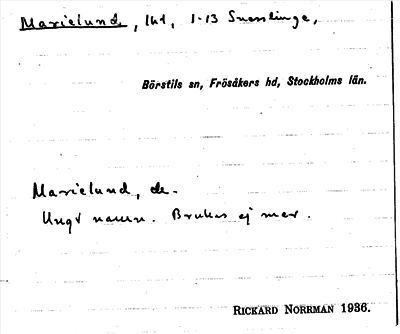 Marielund, lht, 1-13 Snesslinge,
Börstils sn, Frösåkers hd, Stockholms län.
Marielund, de.
Ungt namn. Brukas ej mer.
RICKARD NORRMAN 1936.